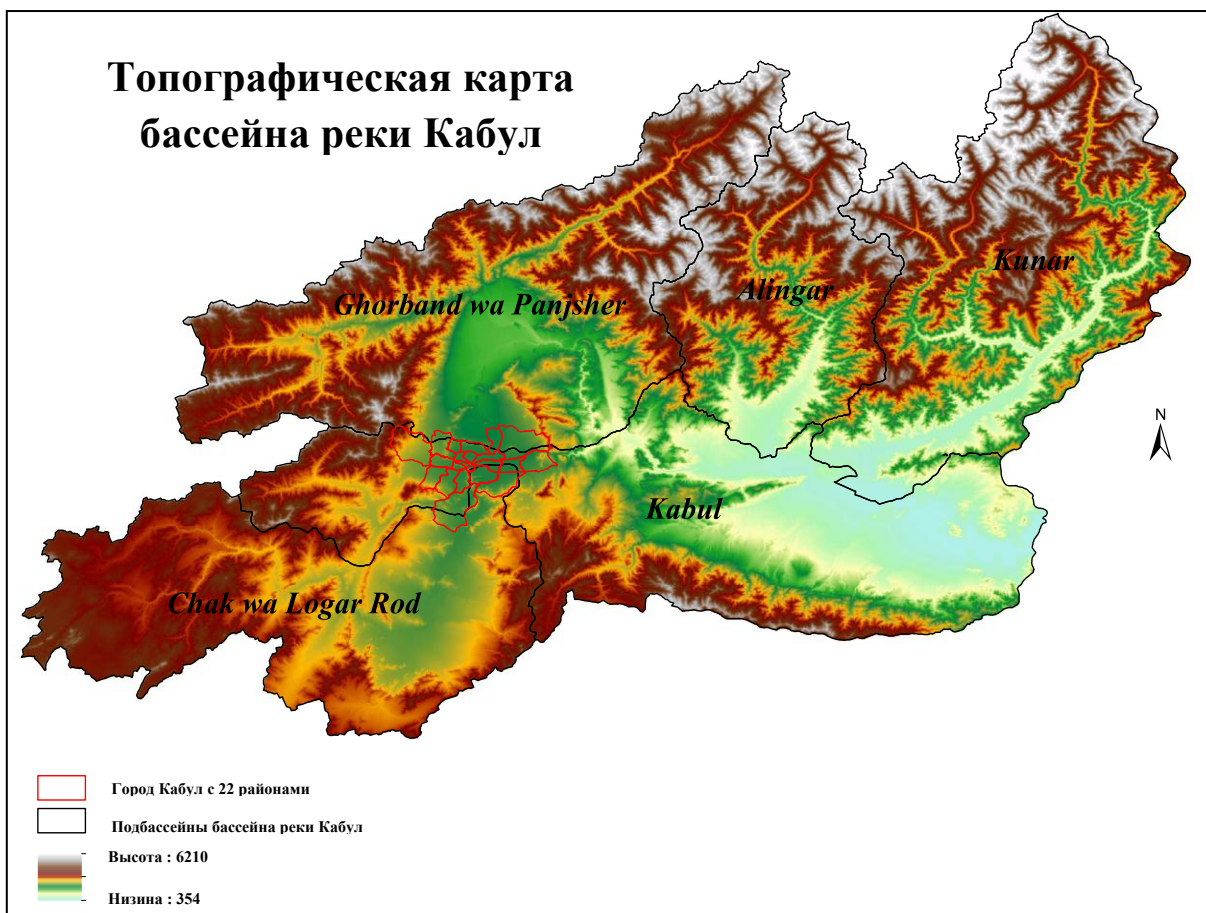 Топографическая карта
бассейна реки Кабул
Kunar
Alingar
Ghorband wa Panjsher
N
Kabul
Chak wa Logar Rod
Город Кабул с 22 районами
Подбассейны бассейна реки Кабул
Высота : 6210
Низина : 354